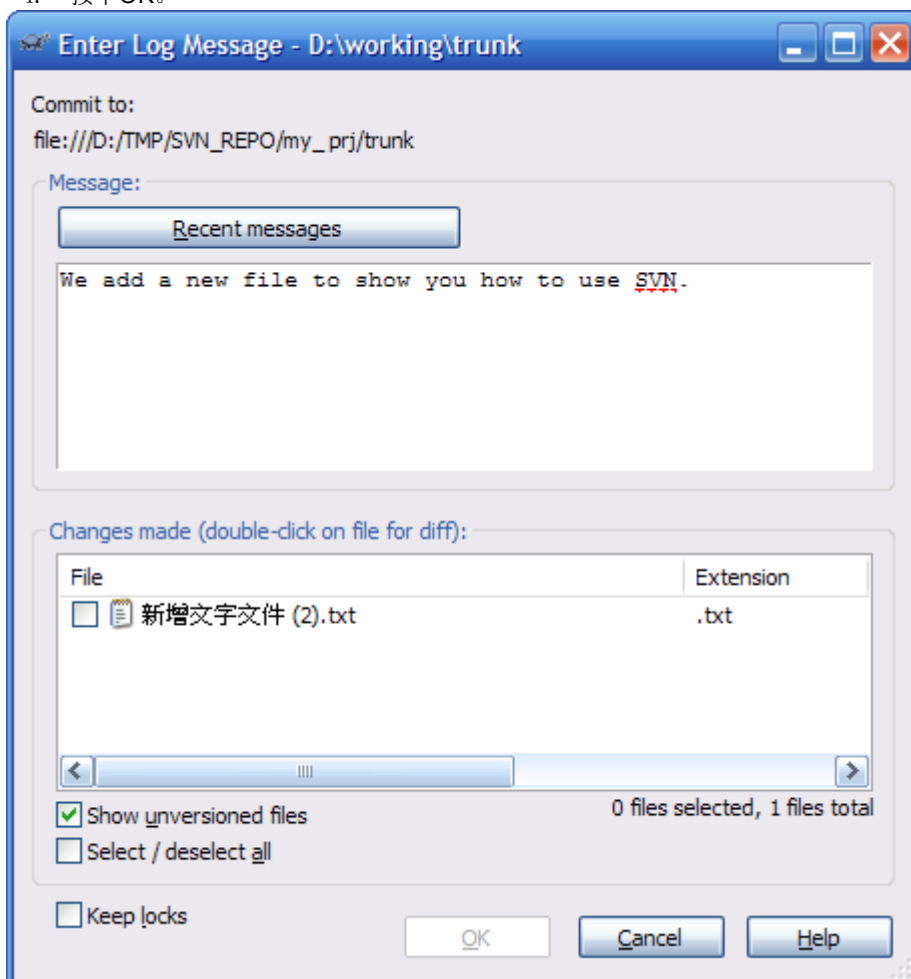 Enter Log Message - D:\working\trunk
Commit to:
file:///D:/TMP/SVN_REPO/my_prj/trunk
Message:
Recent messages
We add a new file to show you how to use SVN.
Changes made (double-click on file for diff):
File Extension
新增文字文件 (2).txt .txt
Show unversioned files 0 files selected, 1 files total
Select / deselect all
Keep locks
OK Cancel Help